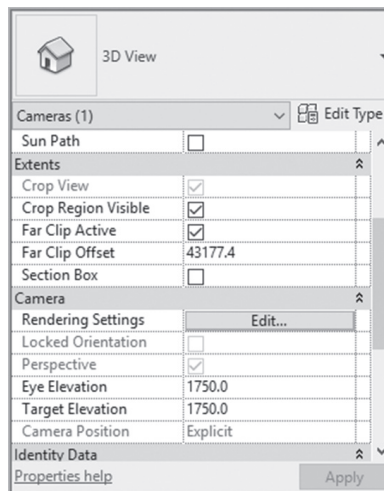 3D View
Cameras (1) Edit Type
Sun Path
Extents
Crop View
Crop Region Visible
Far Clip Active
Far Clip Offset 43177.4
Section Box
Camera
Rendering Settings Edit...
Locked Orientation
Perspective
Eye Elevation 1750.0
Target Elevation 1750.0
Camera Position Explicit
Identity Data
Properties help Apply